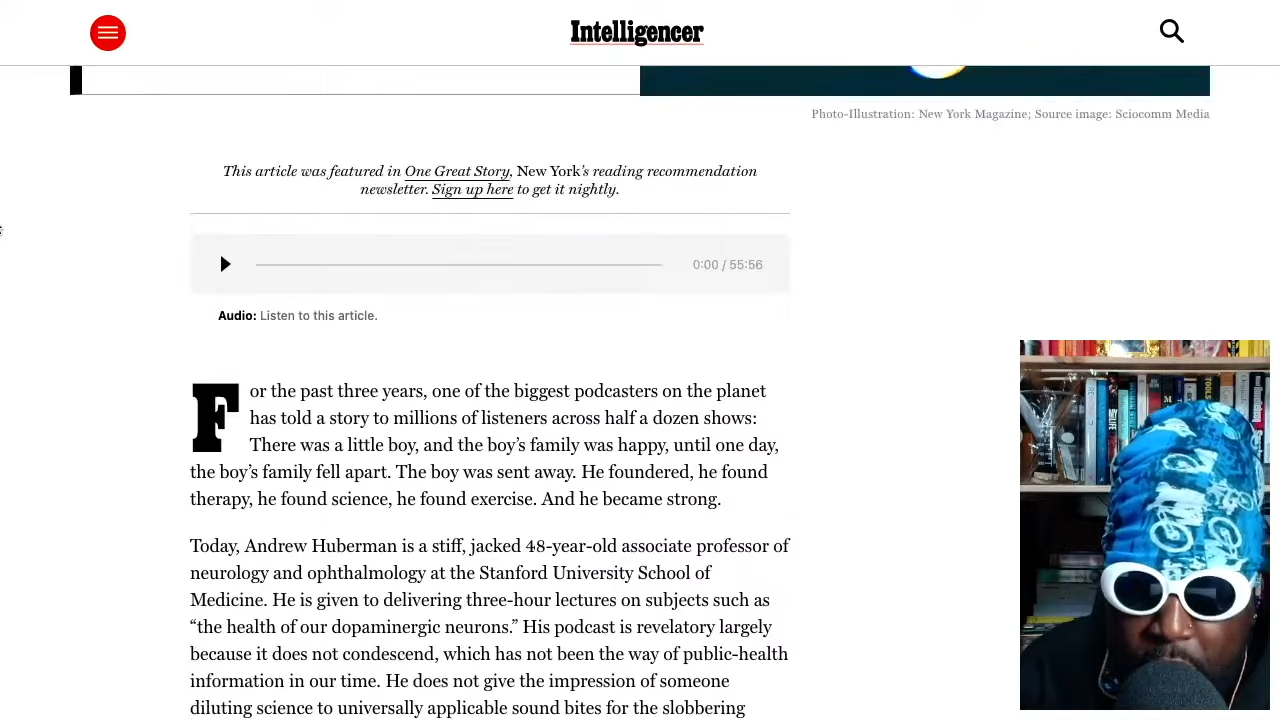 Intelligencer
Photo-Illustration: New York Magazine; Source image: Sciocomm Media
This article was featured in One Great Story, New York's reading recommendation
newsletter. Sign up here to get it nightly.
0:00 / 55:56
Audio: Listen to this article.
For the past three years, one of the biggest podcasters on the planet
has told a story to millions of listeners across half a dozen shows:
There was a little boy, and the boy's family was happy, until one day,
the boy's family fell apart. The boy was sent away. He foundered, he found
therapy, he found science, he found exercise. And he became strong.
Today, Andrew Huberman is a stiff, jacked 48-year-old associate professor of
neurology and ophthalmology at the Stanford University School of
Medicine. He is given to delivering three-hour lectures on subjects such as
“the health of our dopaminergic neurons.” His podcast is revelatory largely
because it does not condescend, which has not been the way of public-health
information in our time. He does not give the impression of someone
diluting science to universally applicable sound bites for the slobbering